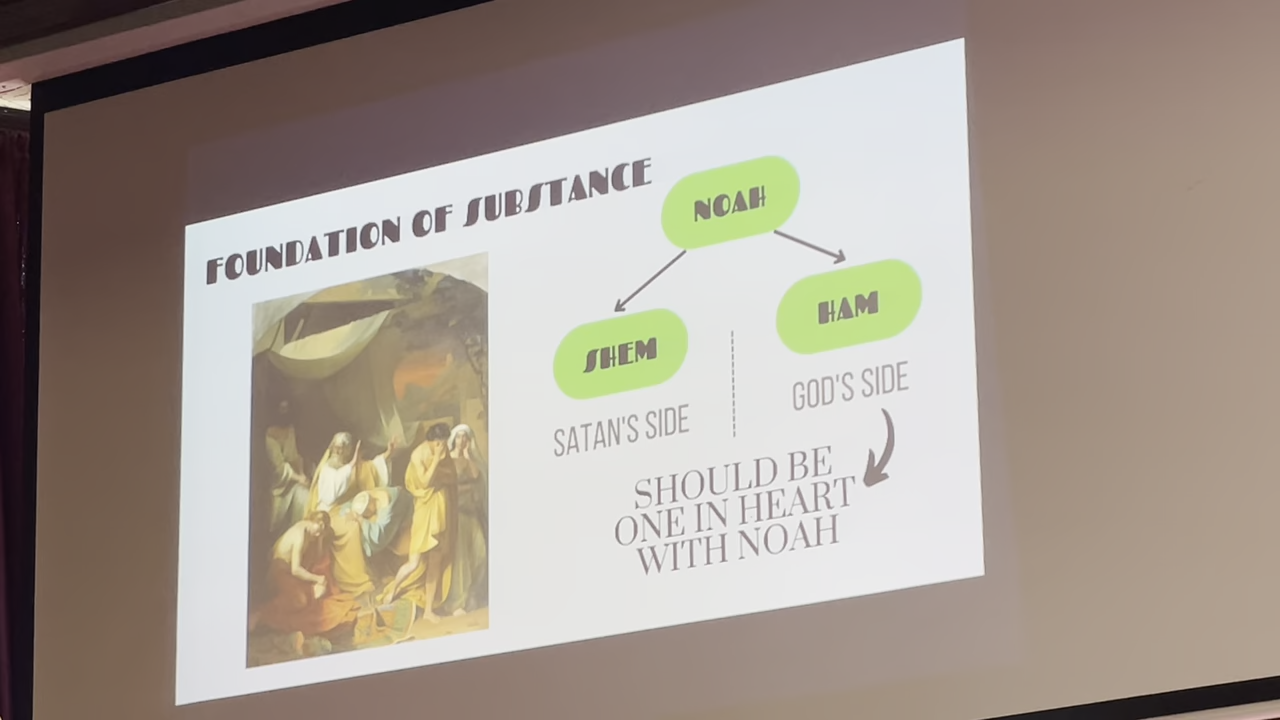 FOUNDATION OF SUBSTANCE
NOAH
SHEM
HAM
SATAN'S SIDE
GOD'S SIDE
SHOULD BE
ONE IN HEART
WITH NOAH